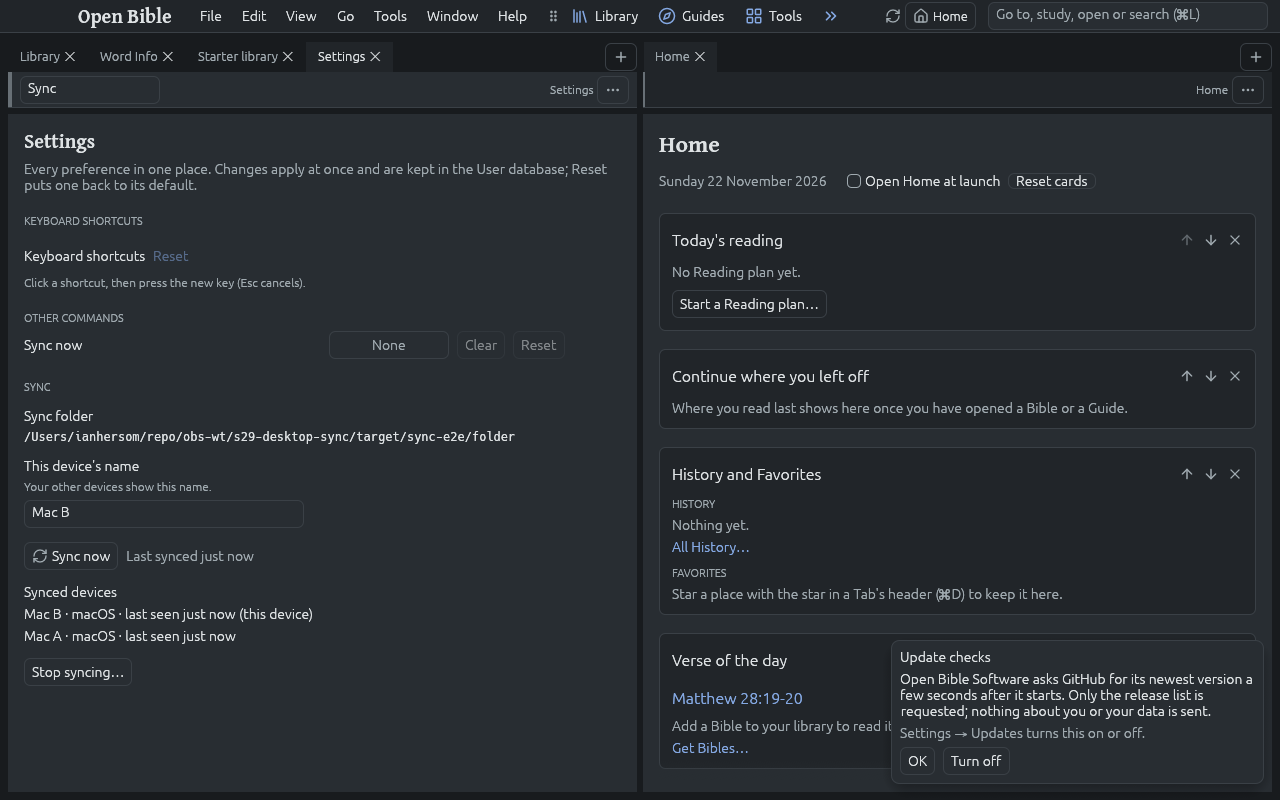 Open Bible File Edit View Go Tools Window Help Library Guides Tools Home Go to, study, open or search (⌘L)
Library Word Info Starter library Settings
Home
Sync Settings
Home
Settings
Every preference in one place. Changes apply at once and are kept in the User database; Reset
puts one back to its default.
KEYBOARD SHORTCUTS
Keyboard shortcuts Reset
Click a shortcut, then press the new key (Esc cancels).
OTHER COMMANDS
Sync now None Clear Reset
SYNC
Sync folder
/Users/ianhersom/repo/obs-wt/s29-desktop-sync/target/sync-e2e/folder
This device's name
Your other devices show this name.
Mac B
Sync now Last synced just now
Synced devices
Mac B · macOS · last seen just now (this device)
Mac A · macOS · last seen just now
Stop syncing…
Home
Sunday 22 November 2026 Open Home at launch Reset cards
Today's reading
No Reading plan yet.
Start a Reading plan…
Continue where you left off
Where you read last shows here once you have opened a Bible or a Guide.
History and Favorites
HISTORY
Nothing yet.
All History…
FAVORITES
Star a place with the star in a Tab's header (⌘D) to keep it here.
Verse of the day
Matthew 28:19-20
Add a Bible to your library to read it
Get Bibles…
Update checks
Open Bible Software asks GitHub for its newest version a
few seconds after it starts. Only the release list is
requested; nothing about you or your data is sent.
Settings → Updates turns this on or off.
OK Turn off